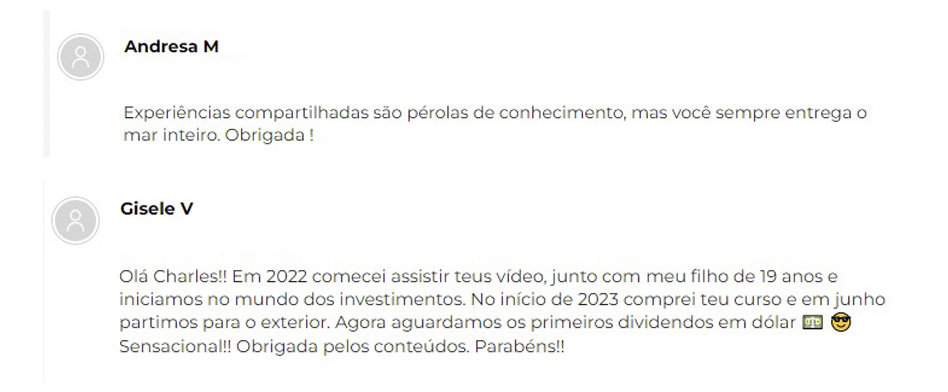 Andresa M
Experiências compartilhadas são pérolas de conhecimento, mas você sempre entrega o
mar inteiro. Obrigada !
Gisele V
Olá Charles!! Em 2022 comecei assistir teus vídeo, junto com meu filho de 19 anos e
iniciamos no mundo dos investimentos. No início de 2023 comprei teu curso e em junho
partimos para o exterior. Agora aguardamos os primeiros dividendos em dólar 💵 😎
Sensacional!! Obrigada pelos conteúdos. Parabéns!!